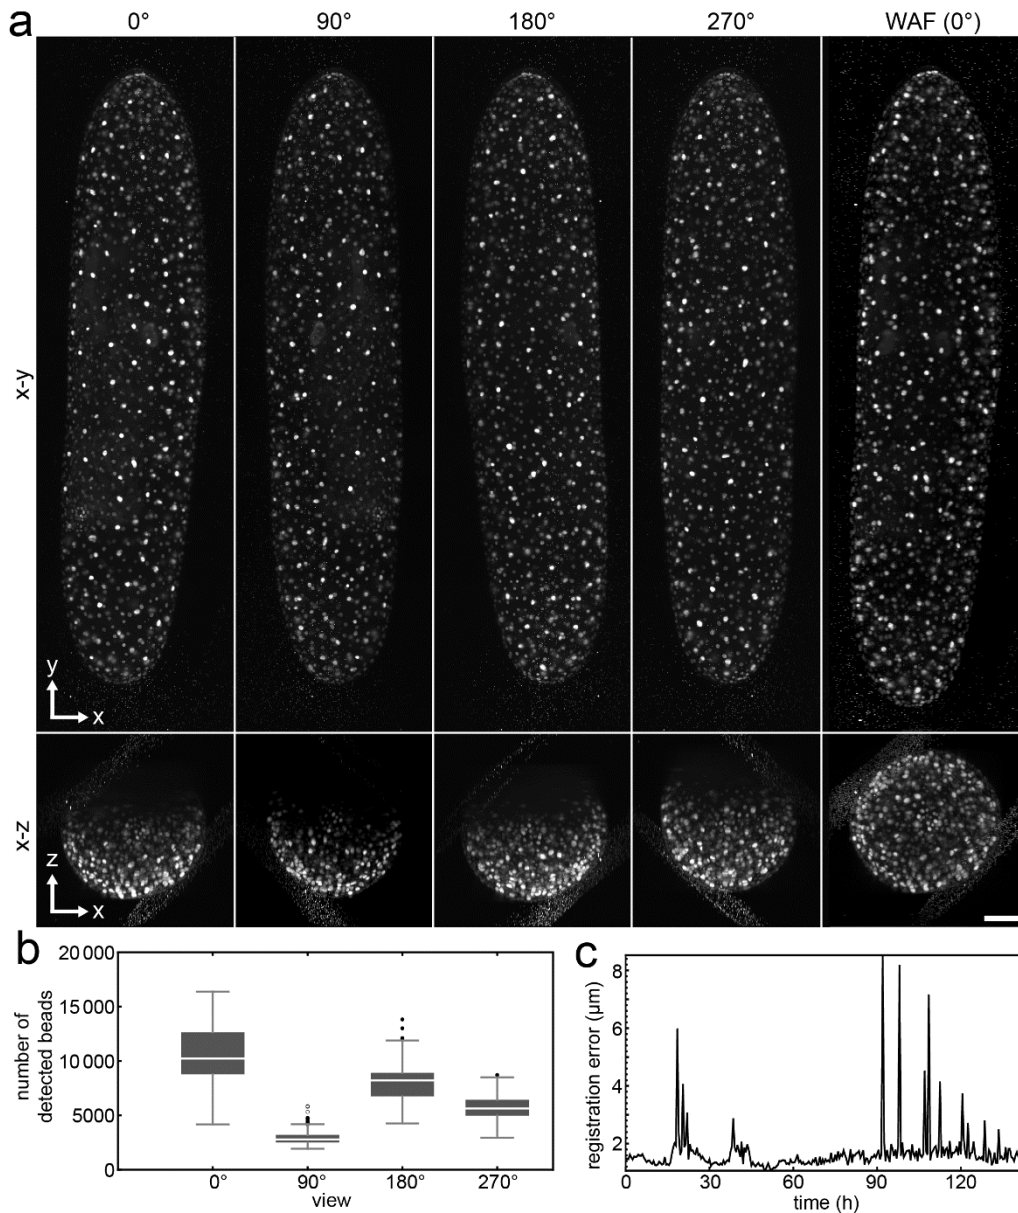 a
0° 90° 180° 270° WAF (0°)
x-y
y
x
x-z
z
x
b
20 000
15 000
10 000
5000
0
number of
detected beads
0° 90° 180° 270°
view
c
8
6
4
2
registration error (μm)
0 30 60 90 120
time (h)